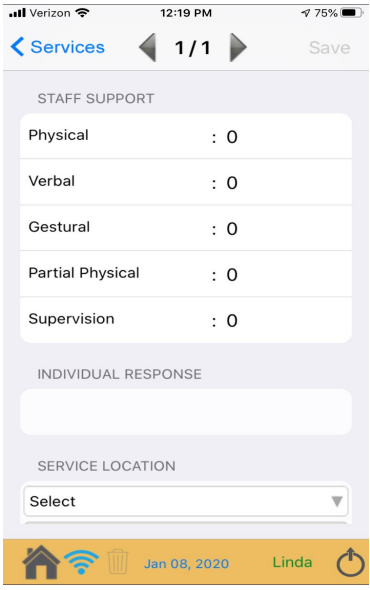 Verizon 12:19 PM 75%
Services 1/1 Save
STAFF SUPPORT
Physical : 0
Verbal : 0
Gestural : 0
Partial Physical : 0
Supervision : 0
INDIVIDUAL RESPONSE
SERVICE LOCATION
Select
Jan 08, 2020 Linda